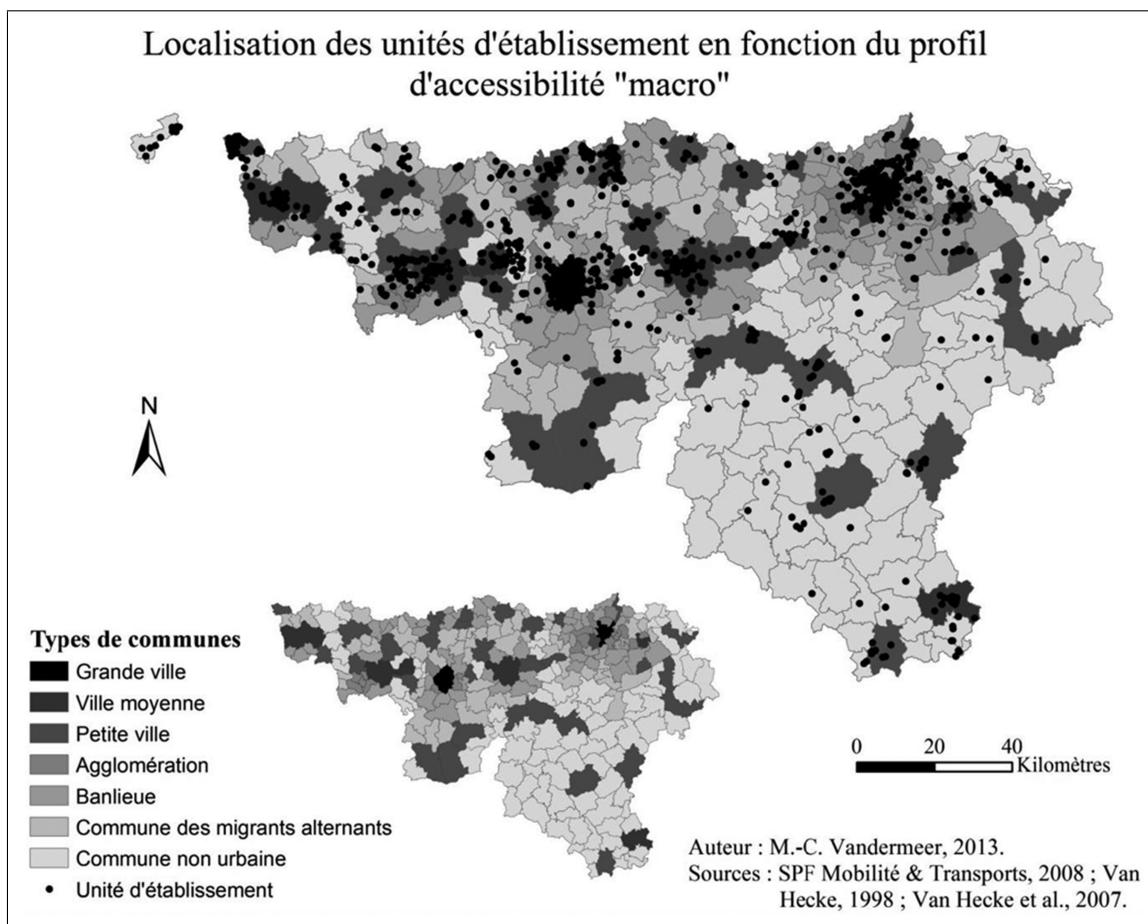 Localisation des unités d'établissement en fonction du profil
d'accessibilité "macro"
N
Types de communes
Grande ville
Ville moyenne
Petite ville
Agglomération
Banlieue
Commune des migrants alternants
Commune non urbaine
Unité d'établissement
0 20 40
Kilomètres
Auteur : M.-C. Vandermeer, 2013.
Sources : SPF Mobilité & Transports, 2008 ; Van
Hecke, 1998 ; Van Hecke et al., 2007.